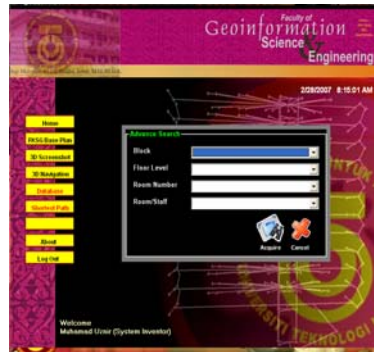 Faculty of
Geoinformation
Science
&
Engineering
2/28/2007 8:15:01 AM
Home
FKSG Base Plan
3D Screenshot
3D Navigation
Database
Shortest Path
About
Log Out
Advance Search
Block
Floor Level
Room Number
Room/Staff
Acquire
Cancel
Welcome
Muhamad Uznir (System Inventor)
UNIVERSITI TEKNOLOGI